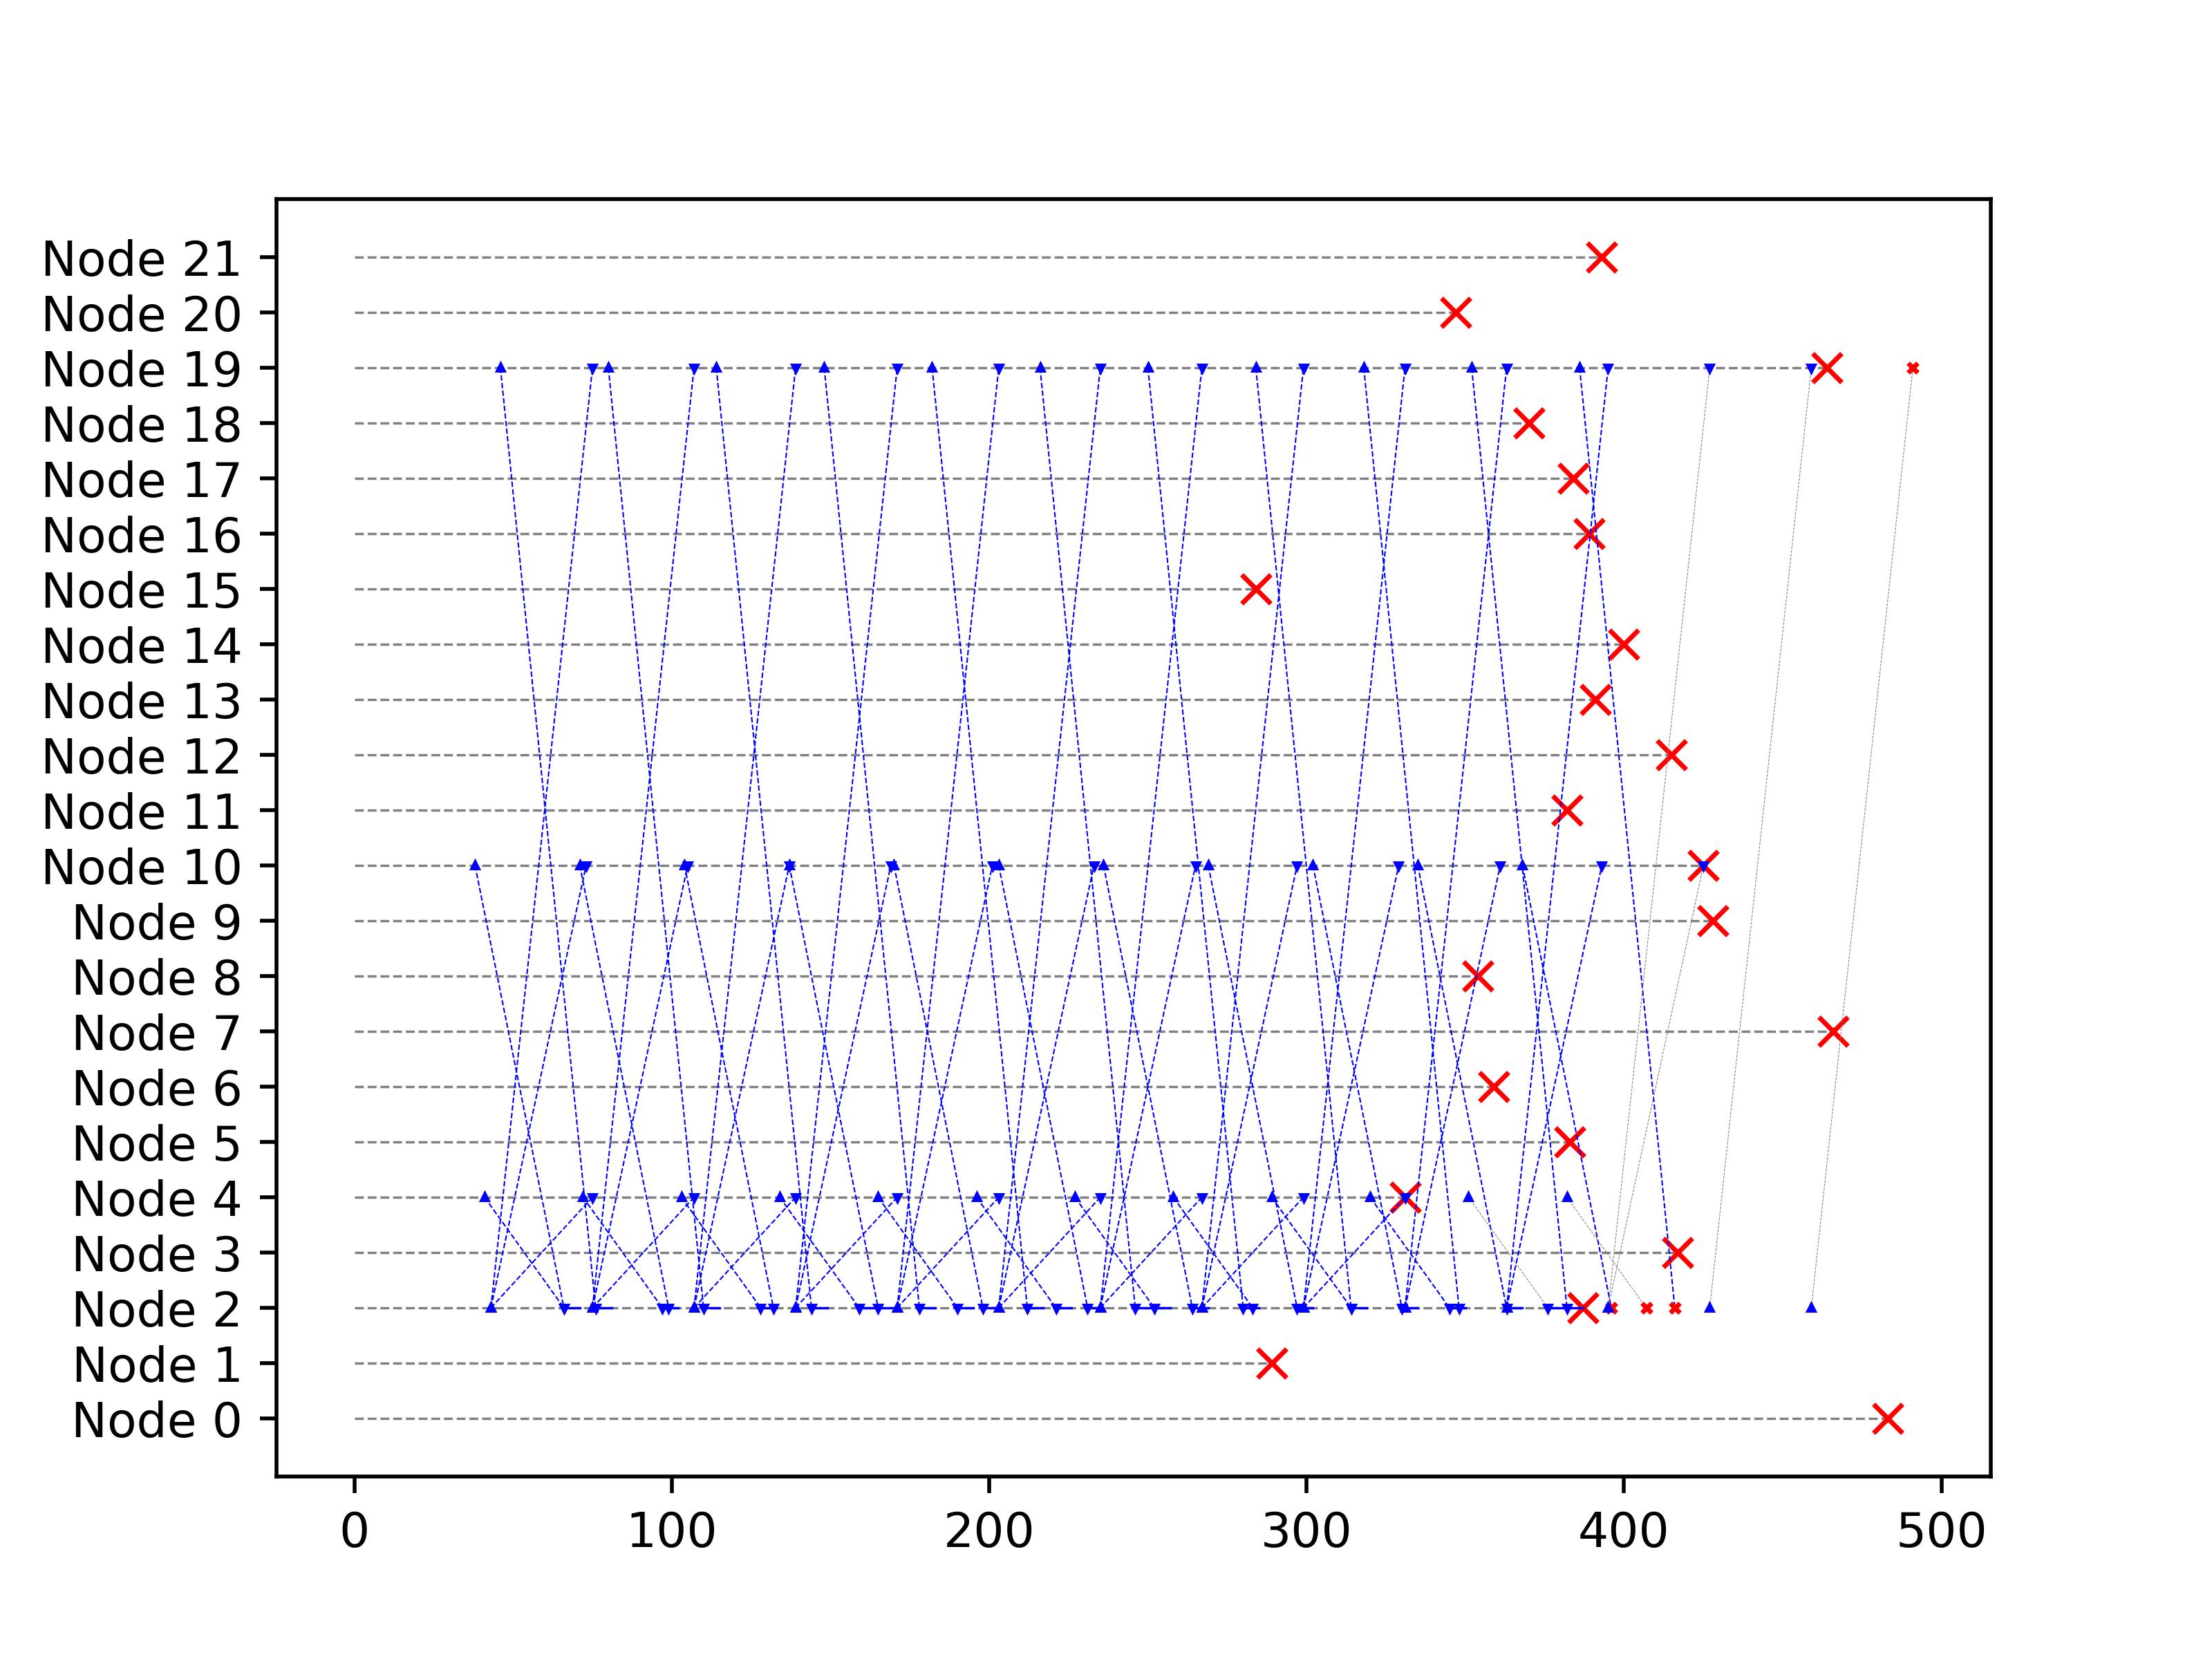 Node 21
Node 20
Node 19
Node 18
Node 17
Node 16
Node 15
Node 14
Node 13
Node 12
Node 11
Node 10
Node 9
Node 8
Node 7
Node 6
Node 5
Node 4
Node 3
Node 2
Node 1
Node 0
0 100 200 300 400 500